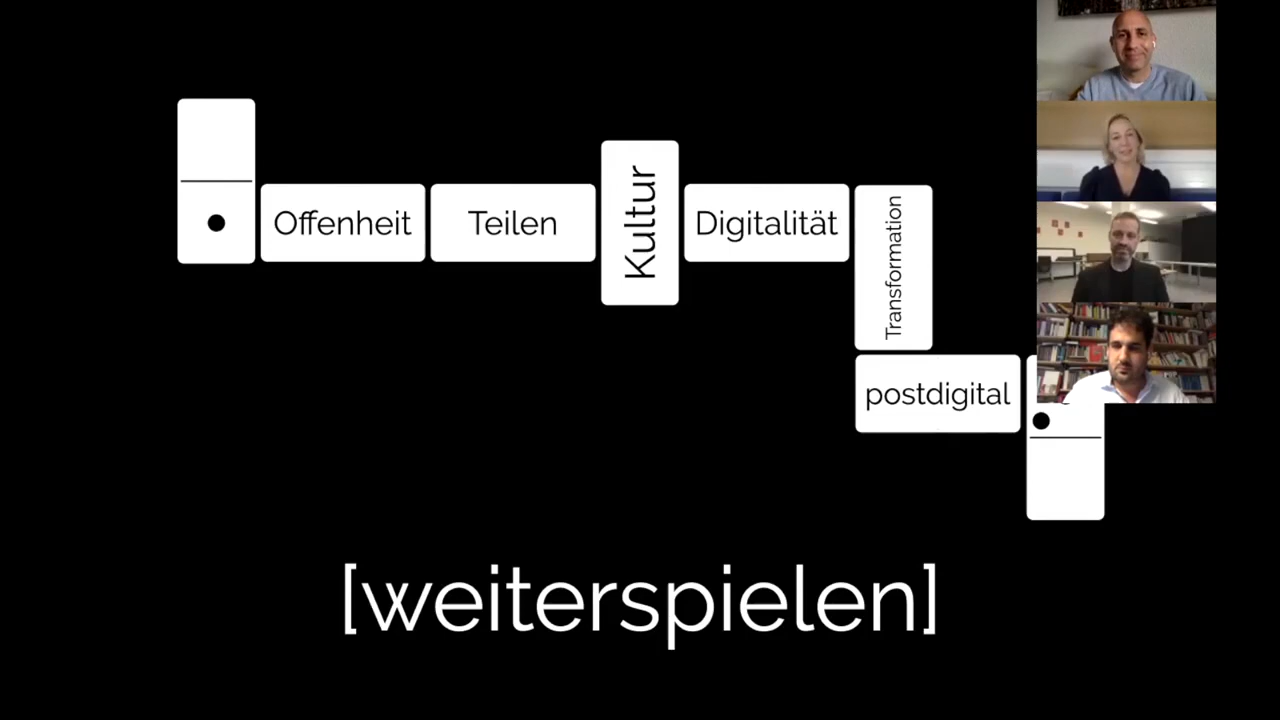 Offenheit
Teilen
Kultur
Digitalität
Transformation
postdigital
[weiterspielen]